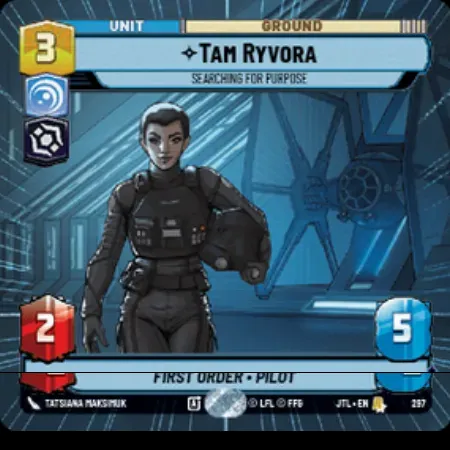 UNIT
GROUND
3
TAM RYVORA
SEARCHING FOR PURPOSE
2
5
FIRST ORDER • PILOT
TATSIANA MAKSIMUK
A
© LFL © FFG
JTL • EN
297